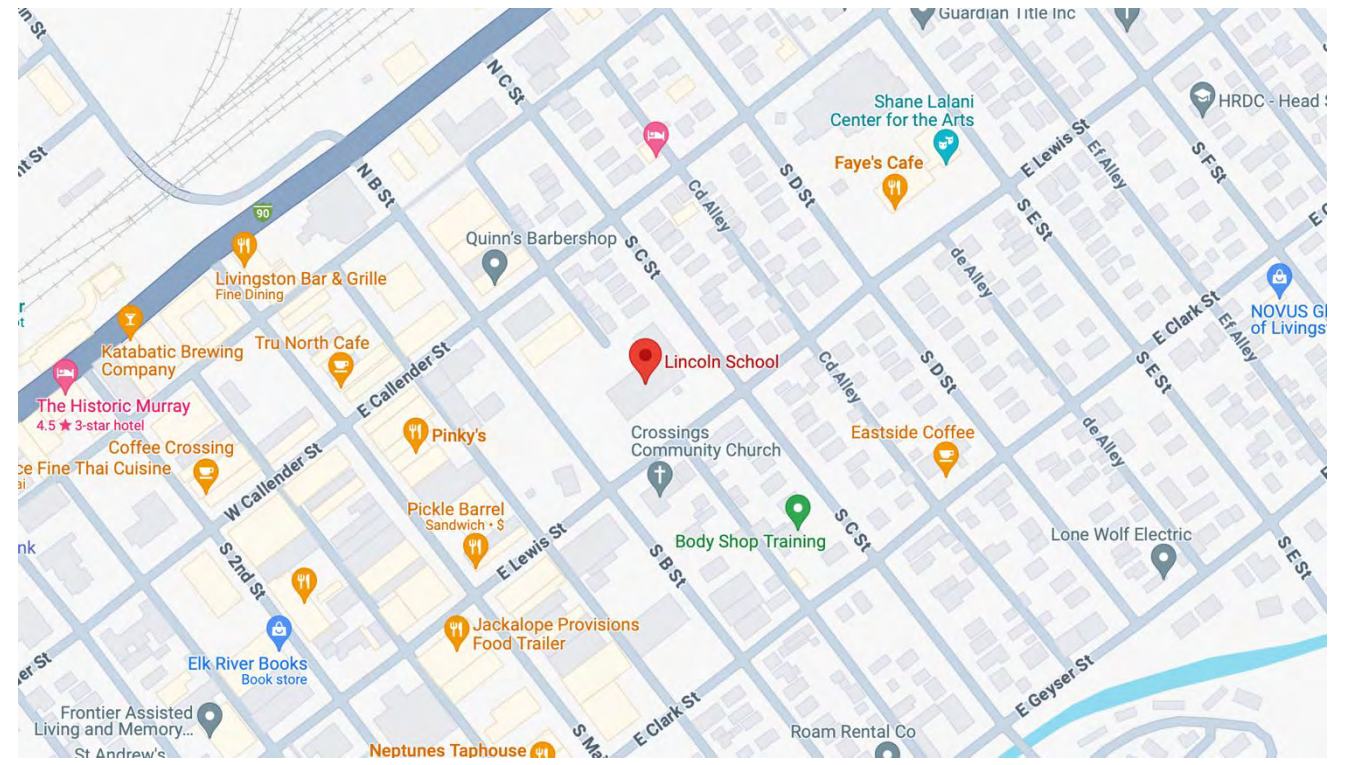 Guardian Title Inc
N C St
Shane Lalani
Center for the Arts
HRDC - Head
E Lewis St
Ef Alley
S F St
Faye's Cafe
S D St
N B St
Cd Alley
90
S E St
Quinn's Barbershop
S C St
de Alley
Livingston Bar & Grille
Fine Dining
NOVUS
of Livings
E Clark St
Ef Alley
Katabatic Brewing
Company
Tru North Cafe
E Callender St
Lincoln School
Cd Alley
S D St
S E St
The Historic Murray
4.5 ★ 3-star hotel
Pinky's
Crossings
Community Church
Eastside Coffee
de Alley
Coffee Crossing
Fine Thai Cuisine
W Callender St
Pickle Barrel
Sandwich • $
E Lewis St
Body Shop Training
S C St
Lone Wolf Electric
S E St
S 2nd St
S B St
Jackalope Provisions
Food Trailer
Elk River Books
Book store
E Geyser St
Frontier Assisted
Living and Memory...
E Clark St
Roam Rental Co
St Andrew's
Neptunes Taphouse